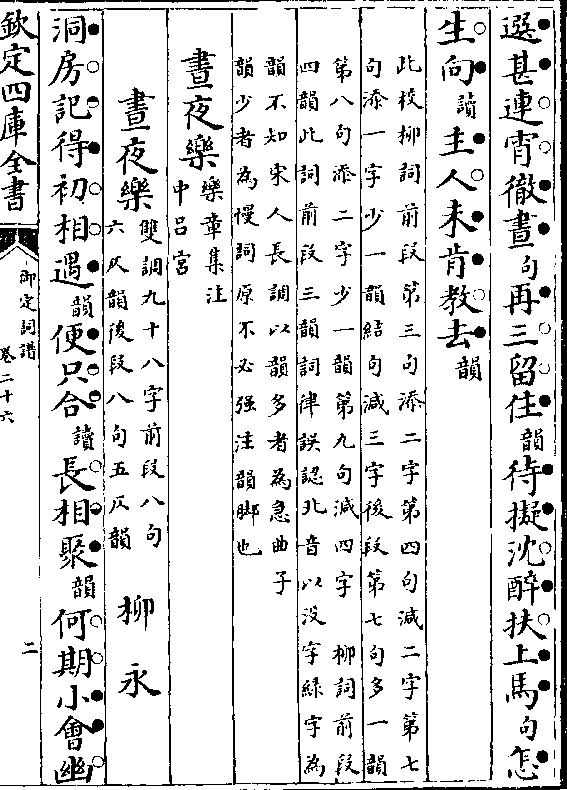 選甚連宵徹晝句再三留住韻待擬沈醉扶上馬句怎
生向讀主人未肯教去韻
此校柳詞前段第三句添二字第四句減二字第七
句添一字少一韻結句減三字後段第七句多一韻
第八句添二字少一韻第九句減四字 柳詞前段
四韻此詞前段三韻詞律誤認北音以沒字綠字為
韻不知宋人長調以韻多者為急曲子
韻少者為慢詞原不必强注韻脚也
晝夜樂樂章集注
中吕宮
晝夜樂雙調九十八字前段八句
六仄韻後段八句五仄韻 柳永
洞房記得初相遇韻便只合讀長相聚韻何期小會幽
欽定四庫全書
御定詞譜
卷二十六
二